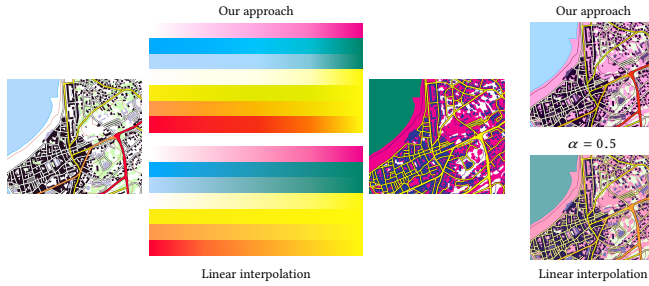 Our approach
Our approach
α = 0.5
Linear interpolation
Linear interpolation